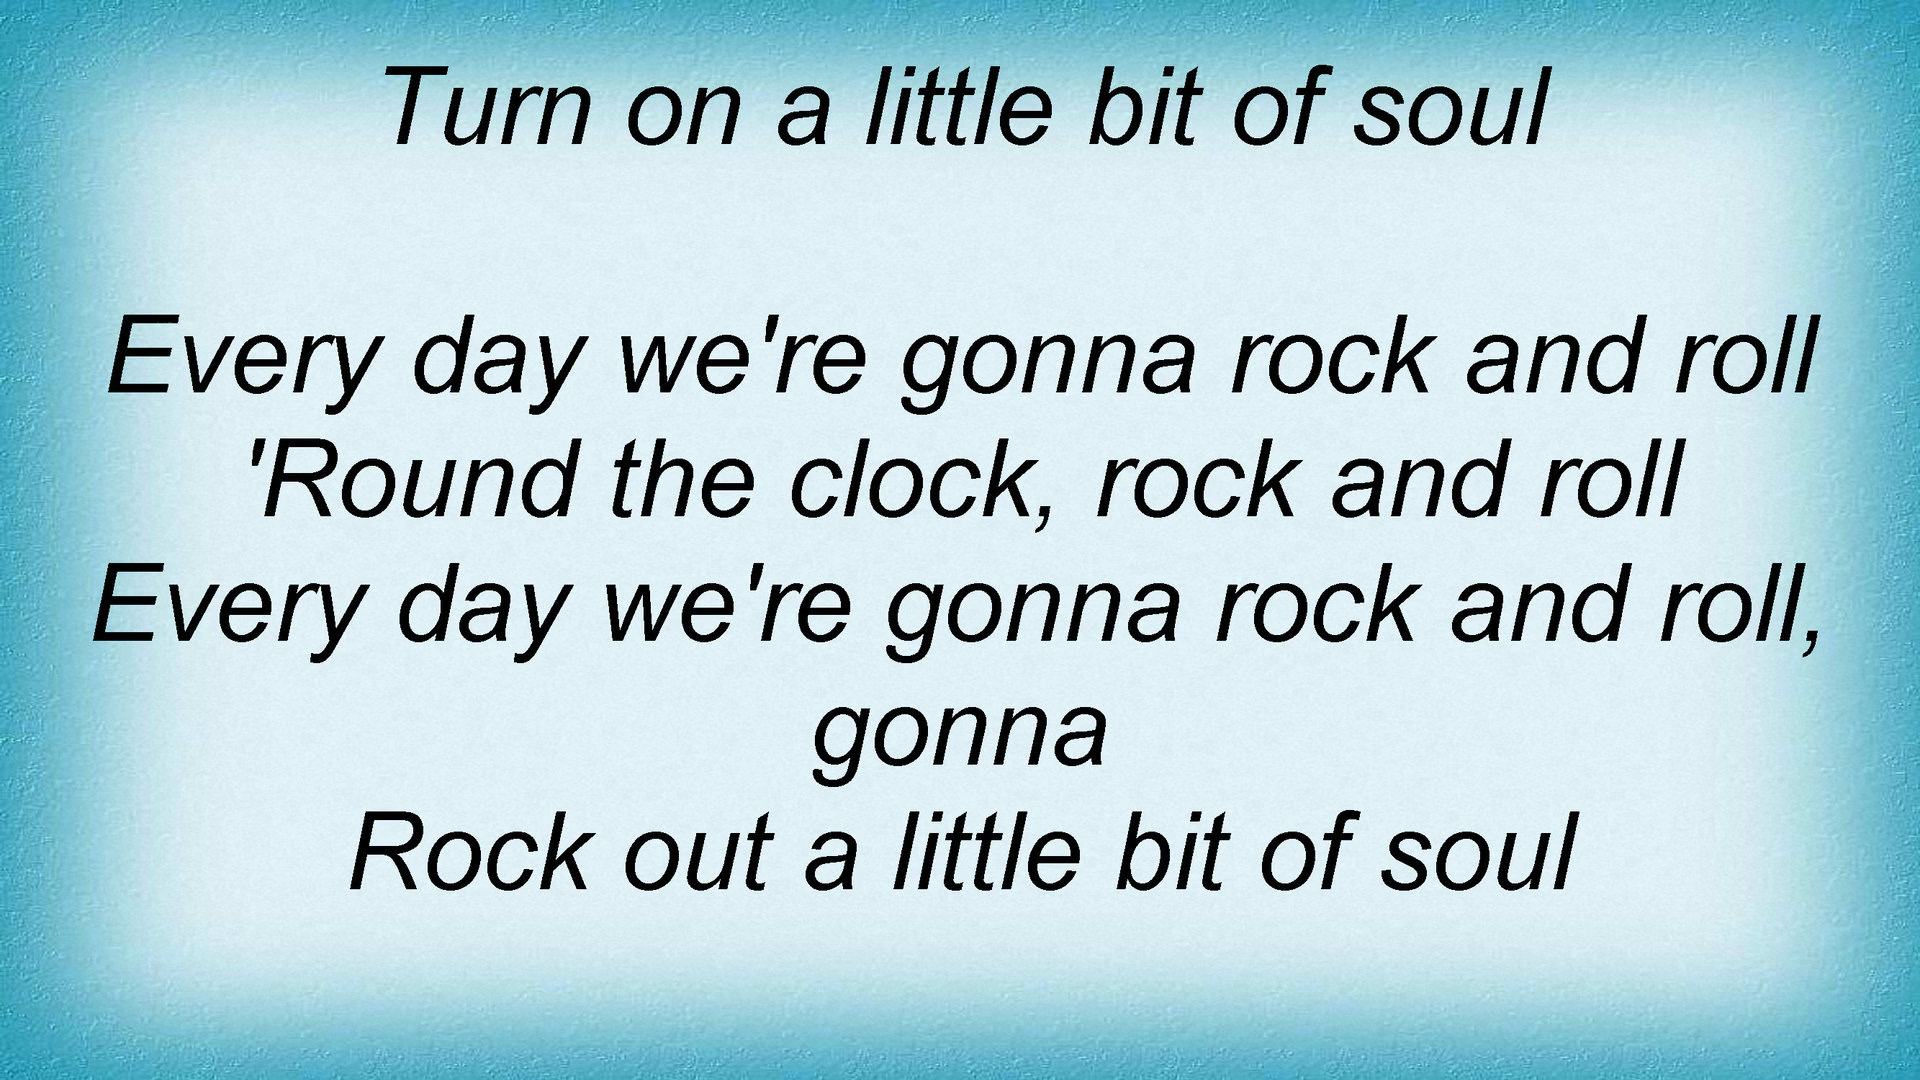 Turn on a little bit of soul
Every day we're gonna rock and roll
'Round the clock, rock and roll
Every day we're gonna rock and roll,
gonna
Rock out a little bit of soul